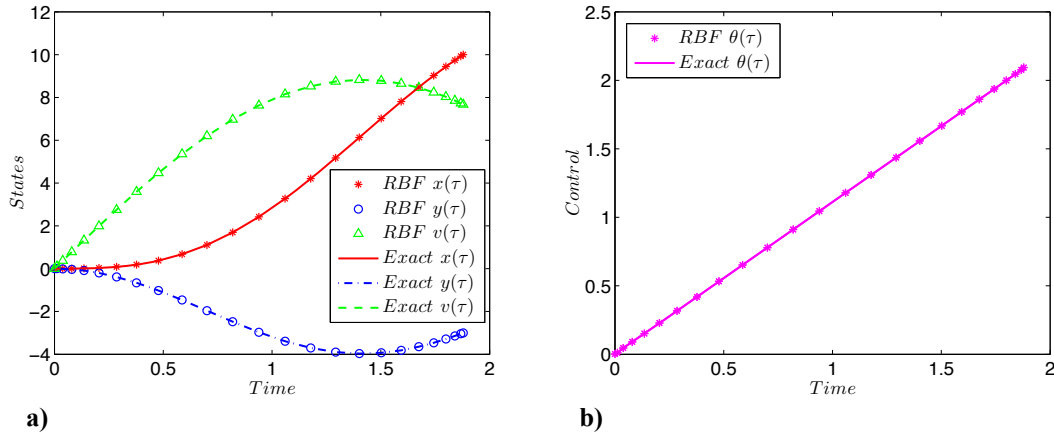 12
10
8
6
4
2
0
−2
−4
States
0
0.5
1
1.5
2
Time
RBF x(τ)
RBF y(τ)
RBF v(τ)
Exact x(τ)
Exact y(τ)
Exact v(τ)
a)
2.5
2
1.5
1
0.5
0
Control
0
0.5
1
1.5
2
Time
RBF θ(τ)
Exact θ(τ)
b)